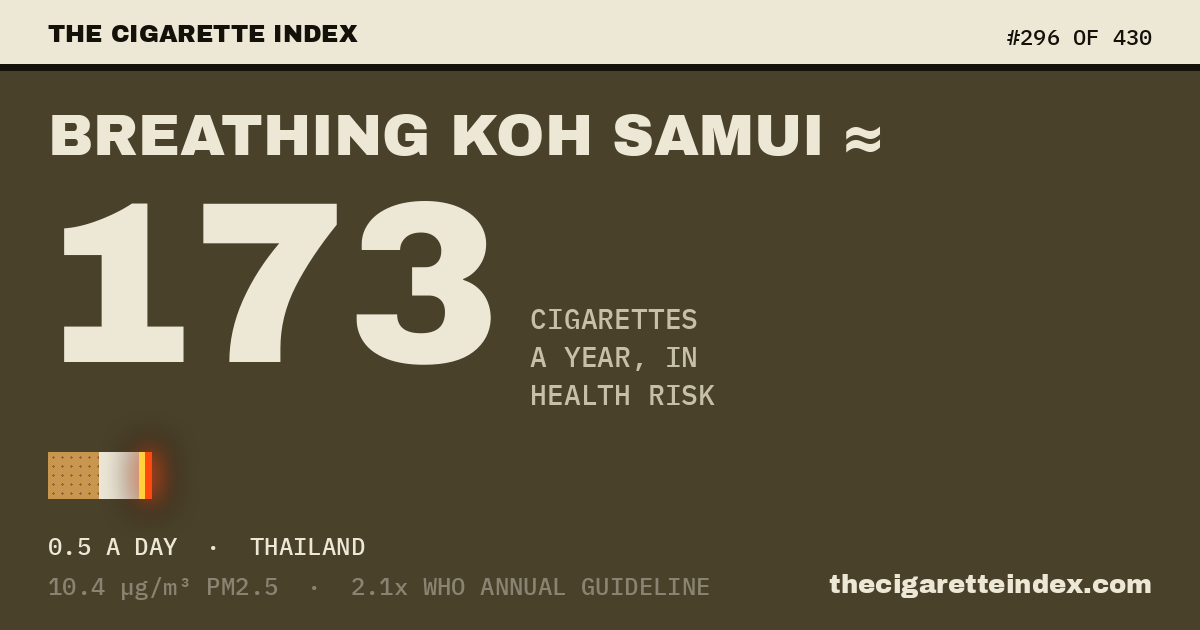 THE CIGARETTE INDEX
#296 OF 430
BREATHING KOH SAMUI ≈
173
CIGARETTES
A YEAR, IN
HEALTH RISK
0.5 A DAY · THAILAND
10.4 µg/m³ PM2.5 · 2.1x WHO ANNUAL GUIDELINE
thecigaretteindex.com